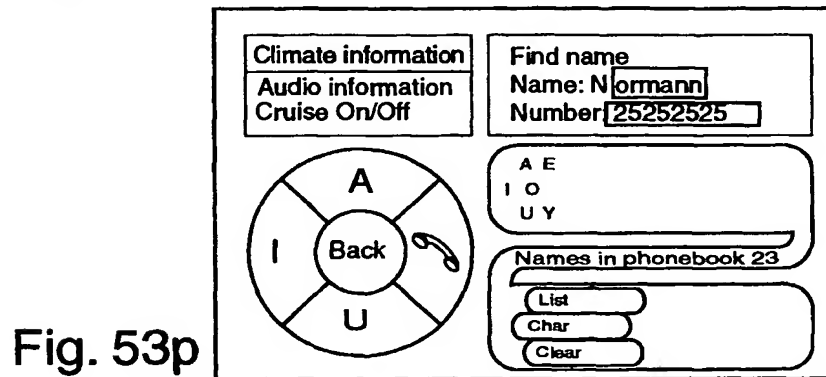 Climate information
Audio information
Cruise On/Off
Find name
Name: Normann
Number: 25252525
A
I
Back
U
A E
I O
U Y
Names in phonebook 23
List
Char
Clear
Fig. 53p